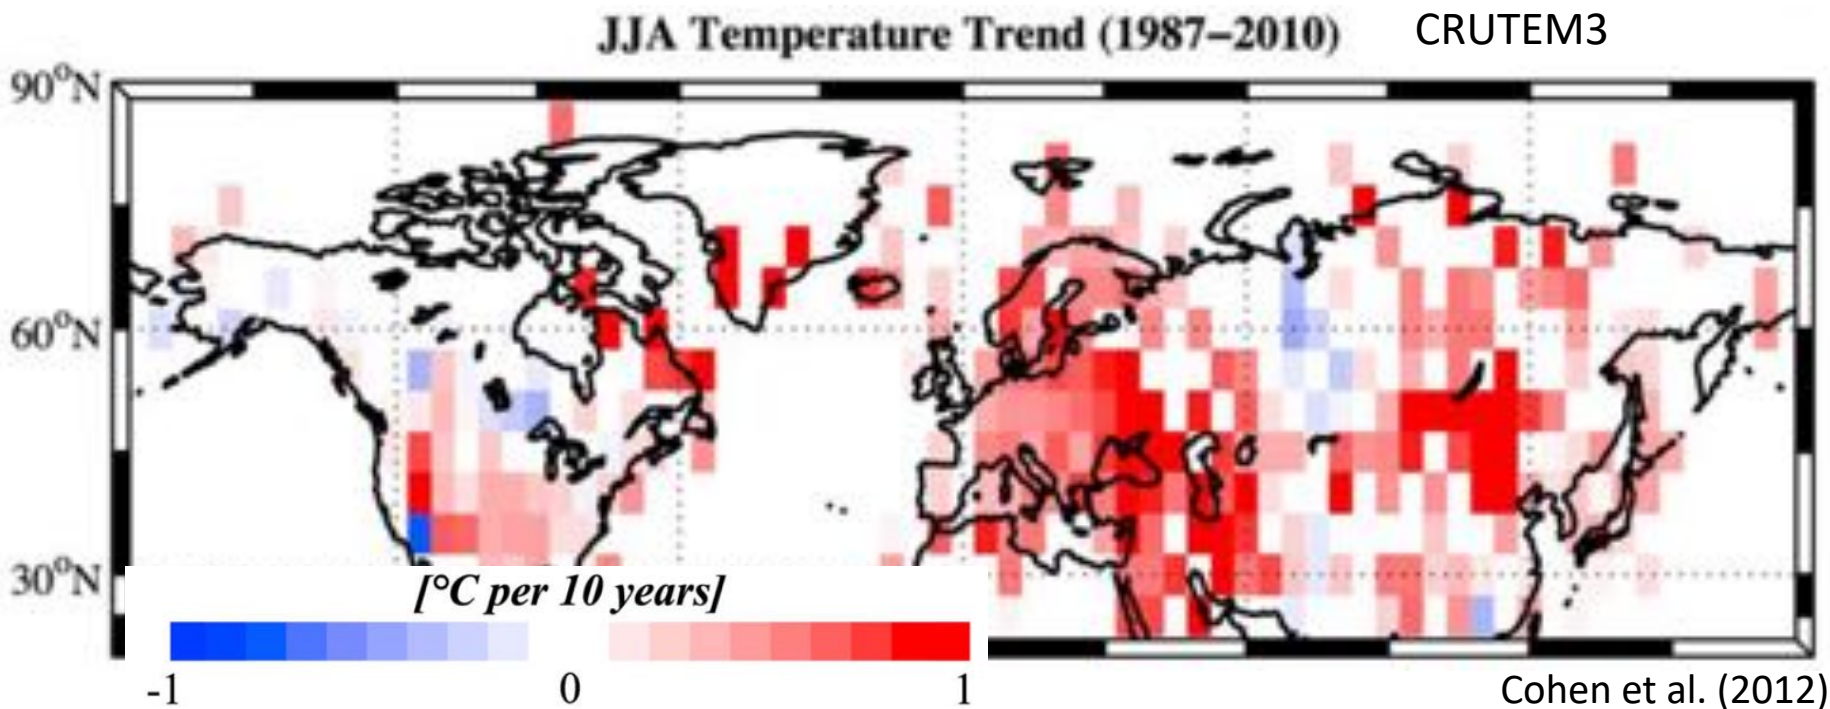 JJA Temperature Trend (1987–2010) CRUTEM3
90°N
60°N
30°N
[°C per 10 years]
-1 0 1
Cohen et al. (2012)